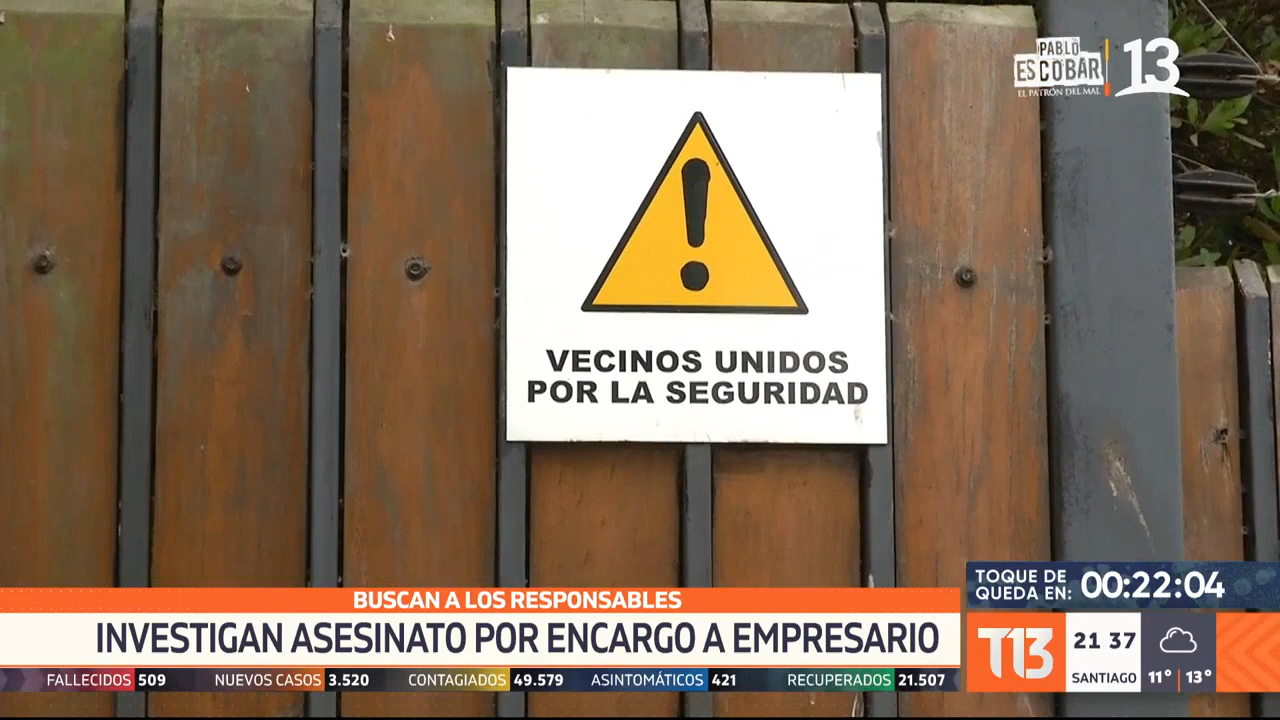 PABLO
ESCOBAR
EL PATRÓN DEL MAL
13
VECINOS UNIDOS
POR LA SEGURIDAD
TOQUE DE
QUEDA EN:
00:22:04
BUSCAN A LOS RESPONSABLES
INVESTIGAN ASESINATO POR ENCARGO A EMPRESARIO
T13
21 37
SANTIAGO
11° 13°
FALLECIDOS 509 NUEVOS CASOS 3.520 CONTAGIADOS 49.579 ASINTOMÁTICOS 421 RECUPERADOS 21.507